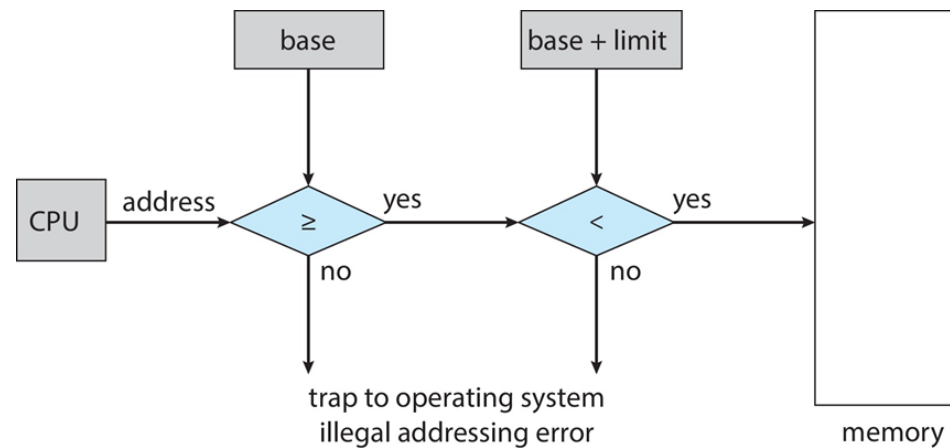 base
base + limit
CPU
address
≥
yes
<
yes
no
no
trap to operating system
illegal addressing error
memory